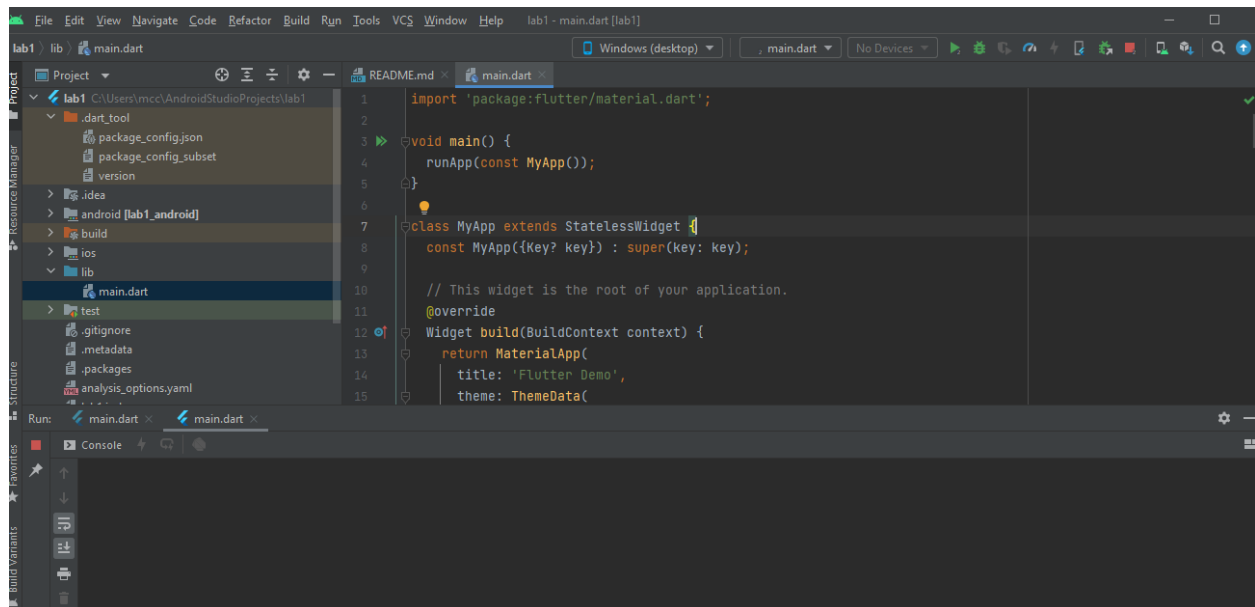 File Edit View Navigate Code Refactor Build Run Tools VCS Window Help lab1 - main.dart [lab1]
lab1 lib main.dart Windows (desktop) main.dart No Devices
Project
Project
README.md main.dart
lab1 C:\Users\mcc\AndroidStudioProjects\lab1
.dart_tool
package_config.json
package_config_subset
version
.idea
android [lab1_android]
build
ios
lib
main.dart
test
.gitignore
.metadata
.packages
analysis_options.yaml
Resource Manager
Structure
1 import 'package:flutter/material.dart';
2
3 void main() {
4 runApp(const MyApp());
5 }
6
7 class MyApp extends StatelessWidget {
8 const MyApp({Key? key}) : super(key: key);
9
10 // This widget is the root of your application.
11 @override
12 Widget build(BuildContext context) {
13 return MaterialApp(
14 title: 'Flutter Demo',
15 theme: ThemeData(
Run: main.dart main.dart
Console
Favorites
Build Variants